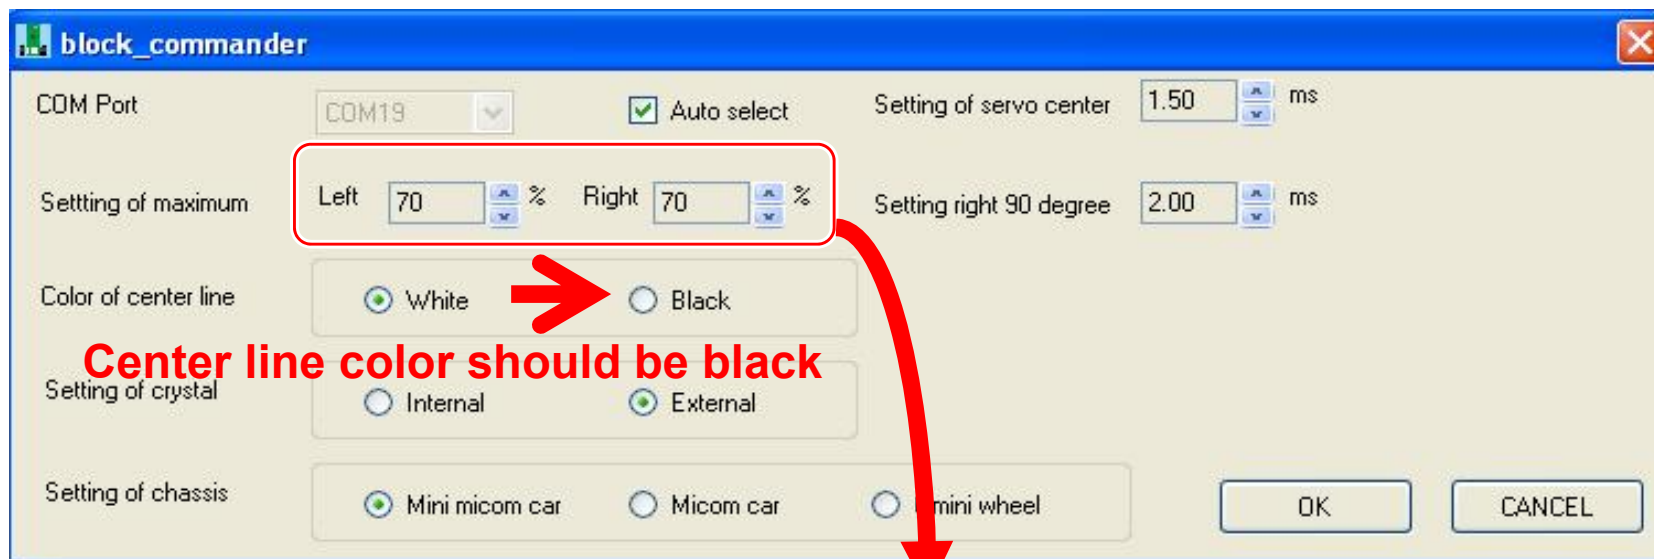 block_commander
COM Port COM19 Auto select Setting of servo center 1.50 ms
Settting of maximum Left 70 % Right 70 % Setting right 90 degree 2.00 ms
Color of center line White Black
Center line color should be black
Setting of crystal Internal External
Setting of chassis Mini micom car Micom car mini wheel OK CANCEL